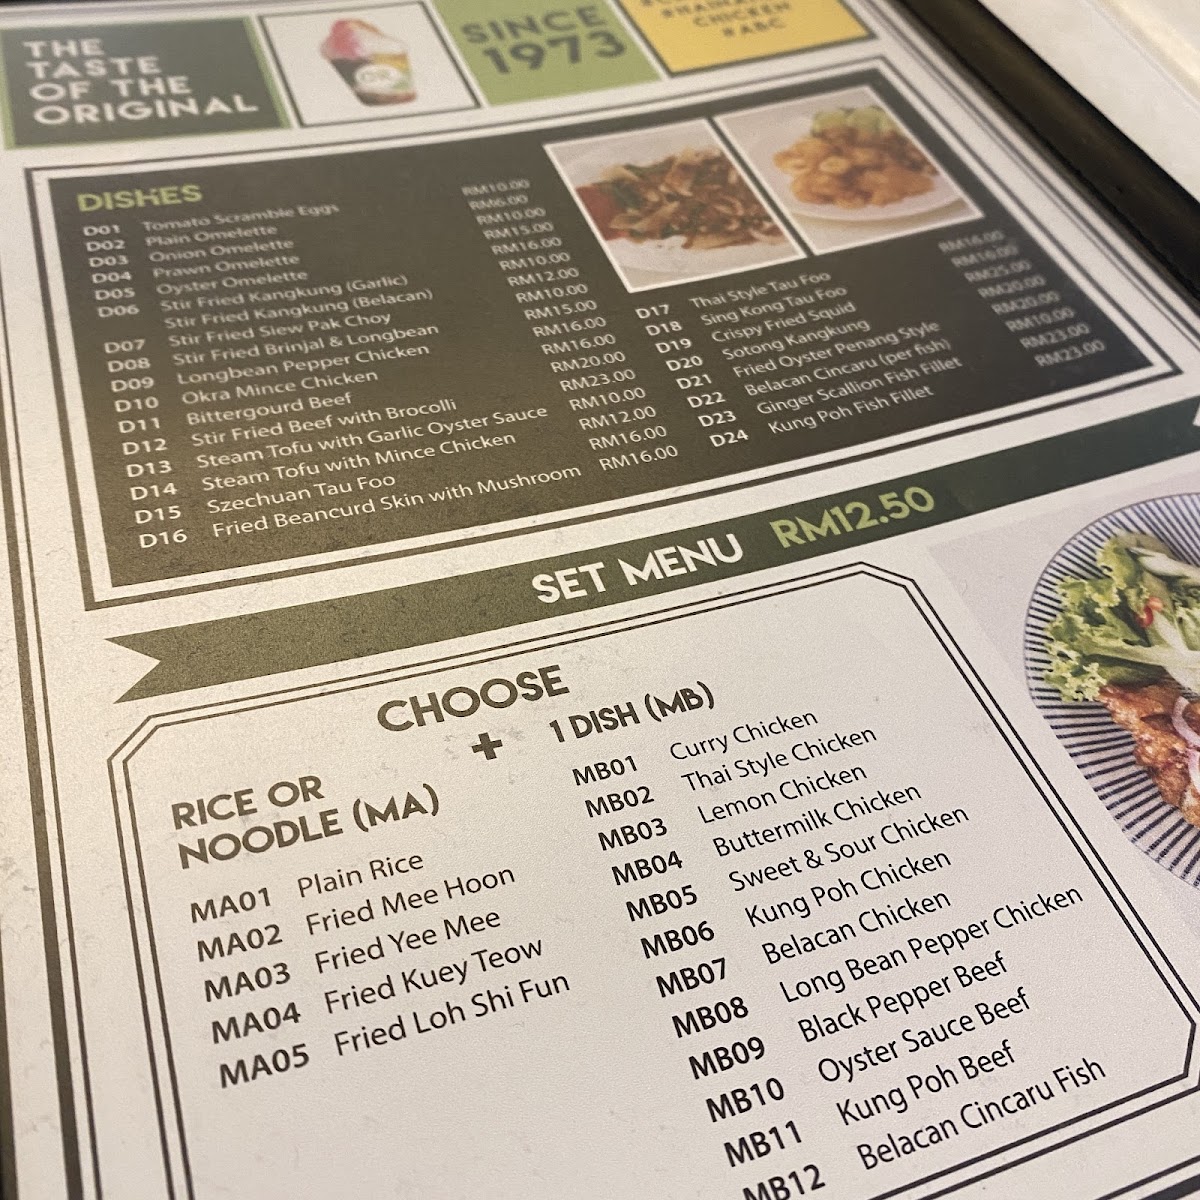 THE
TASTE
OF THE
ORIGINAL
SINCE
1973
CHICKEN
#ABC
DISHES
D01 Tomato Scramble Eggs RM10.00
D02 Plain Omelette RM6.00
D03 Onion Omelette RM10.00
D04 Prawn Omelette RM15.00
D05 Oyster Omelette RM16.00
D06 Stir Fried Kangkung (Garlic) RM10.00
Stir Fried Kangkung (Belacan) RM12.00
D07 Stir Fried Siew Pak Choy RM10.00
D08 Stir Fried Brinjal & Longbean RM15.00
D09 Longbean Pepper Chicken RM16.00
D10 Okra Mince Chicken RM16.00
D11 Bittergourd Beef RM20.00
D12 Stir Fried Beef with Brocolli RM23.00
D13 Steam Tofu with Garlic Oyster Sauce RM10.00
D14 Steam Tofu with Mince Chicken RM12.00
D15 Szechuan Tau Foo RM16.00
D16 Fried Beancurd Skin with Mushroom RM16.00
D17 Thai Style Tau Foo RM16.00
D18 Sing Kong Tau Foo RM16.00
D19 Crispy Fried Squid RM25.00
D20 Sotong Kangkung RM20.00
D21 Fried Oyster Penang Style RM20.00
D22 Belacan Cincaru (per fish) RM10.00
D23 Ginger Scallion Fish Fillet RM23.00
D24 Kung Poh Fish Fillet RM23.00
SET MENU RM12.50
CHOOSE
+
RICE OR
NOODLE (MA)
MA01 Plain Rice
MA02 Fried Mee Hoon
MA03 Fried Yee Mee
MA04 Fried Kuey Teow
MA05 Fried Loh Shi Fun
1 DISH (MB)
MB01 Curry Chicken
MB02 Thai Style Chicken
MB03 Lemon Chicken
MB04 Buttermilk Chicken
MB05 Sweet & Sour Chicken
MB06 Kung Poh Chicken
MB07 Belacan Chicken
MB08 Long Bean Pepper Chicken
MB09 Black Pepper Beef
MB10 Oyster Sauce Beef
MB11 Kung Poh Beef
MB12 Belacan Cincaru Fish